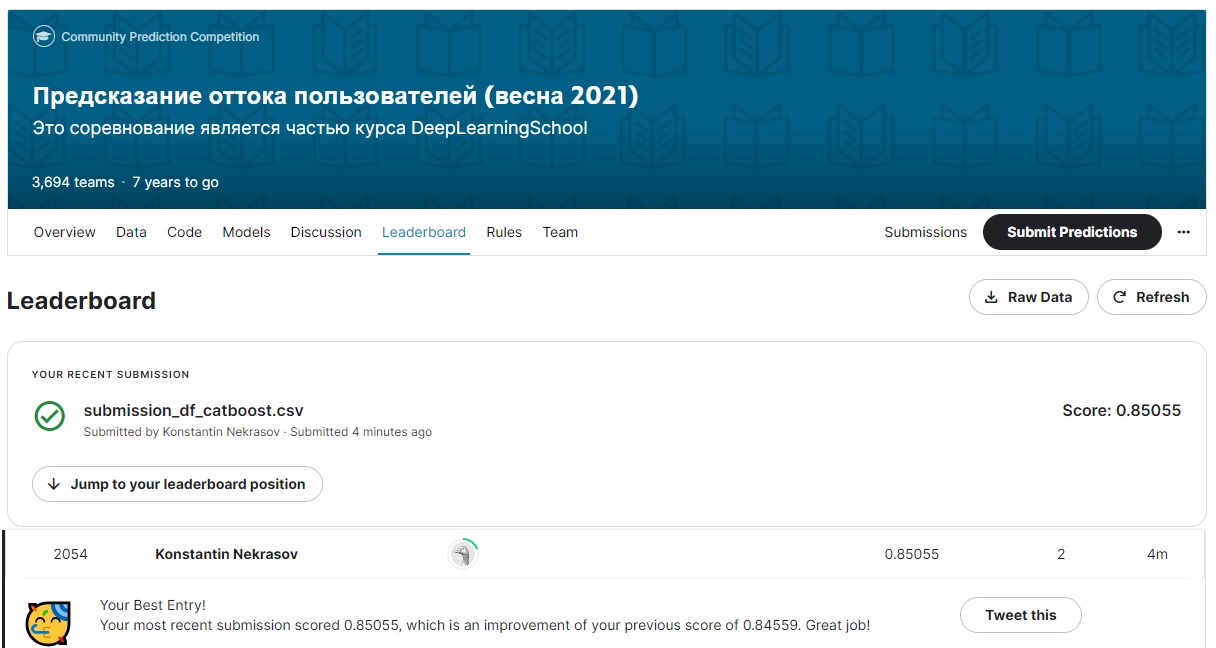 Community Prediction Competition
Предсказание оттока пользователей (весна 2021)
Это соревнование является частью курса DeepLearningSchool
3,694 teams · 7 years to go
Overview Data Code Models Discussion Leaderboard Rules Team Submissions Submit Predictions ...
Leaderboard Raw Data Refresh
YOUR RECENT SUBMISSION
submission_df_catboost.csv Score: 0.85055
Submitted by Konstantin Nekrasov · Submitted 4 minutes ago
Jump to your leaderboard position
2054 Konstantin Nekrasov 0.85055 2 4m
Your Best Entry!
Your most recent submission scored 0.85055, which is an improvement of your previous score of 0.84559. Great job! Tweet this